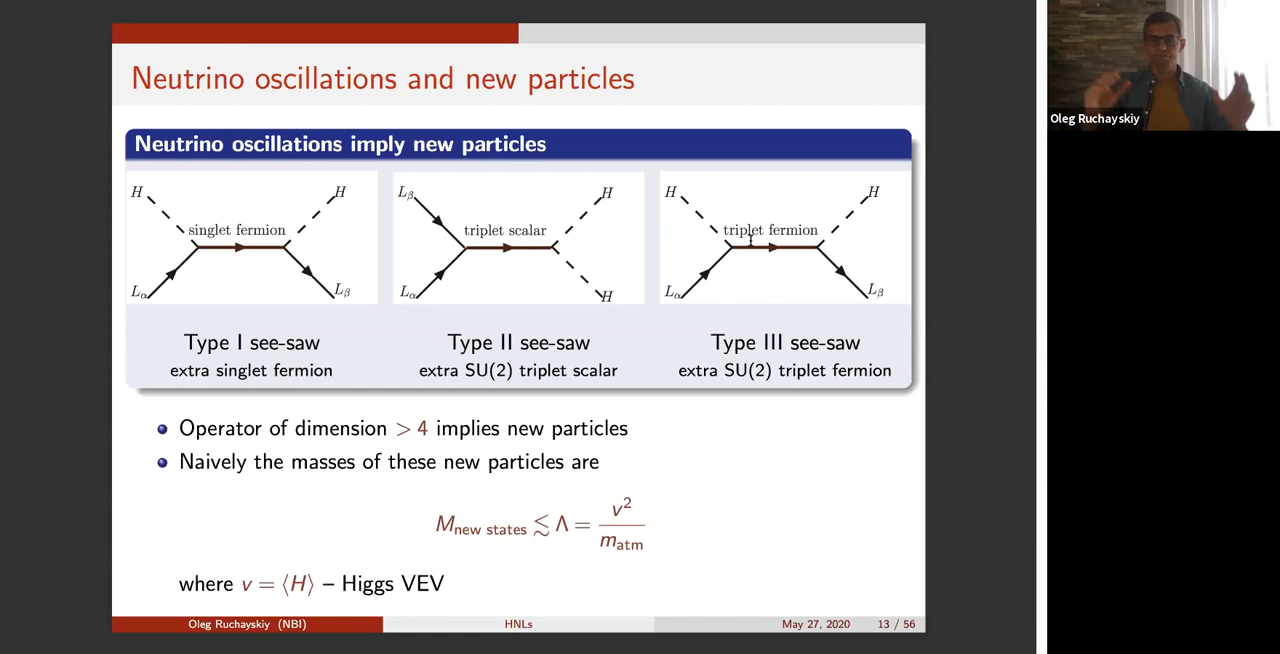 Neutrino oscillations and new particles
Neutrino oscillations imply new particles
H H
singlet fermion
Lα Lβ
Lβ H
triplet scalar
Lα H
H H
triplet fermion
Lα Lβ
Type I see-saw
extra singlet fermion
Type II see-saw
extra SU(2) triplet scalar
Type III see-saw
extra SU(2) triplet fermion
Operator of dimension > 4 implies new particles
Naively the masses of these new particles are
M_new states ≲ Λ = v² / m_atm
where v = ⟨H⟩ – Higgs VEV
Oleg Ruchayskiy (NBI) HNLs May 27, 2020 13 / 56
Oleg Ruchayskiy